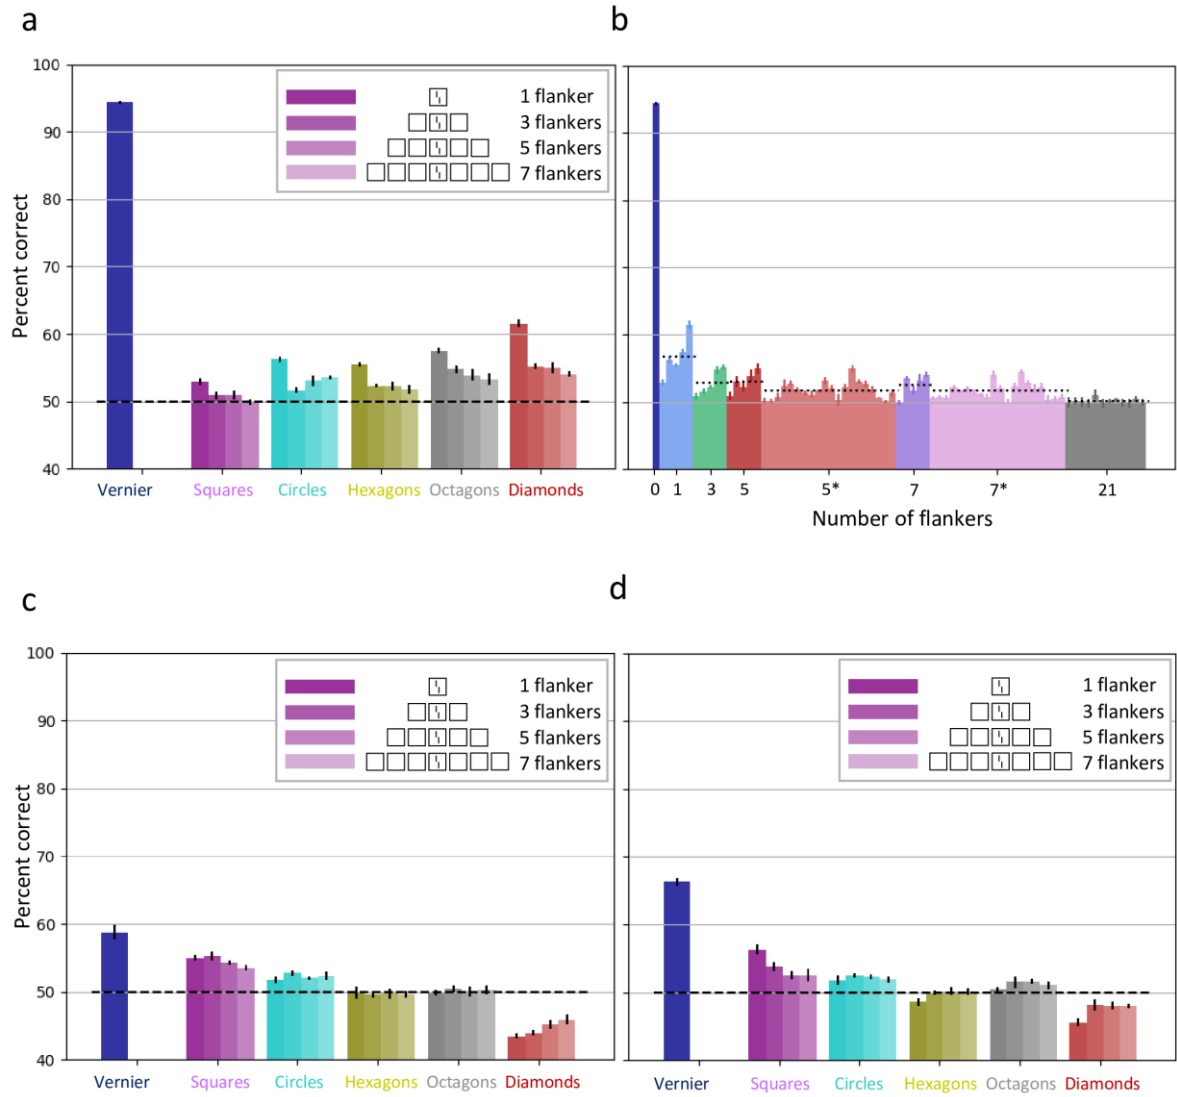 a
b
100
90
80
70
60
50
40
Percent correct
1 flanker
3 flankers
5 flankers
7 flankers
Vernier Squares Circles Hexagons Octagons Diamonds
0 1 3 5 5* 7 7* 21
Number of flankers
c
d
100
90
80
70
60
50
40
Percent correct
1 flanker
3 flankers
5 flankers
7 flankers
Vernier Squares Circles Hexagons Octagons Diamonds
1 flanker
3 flankers
5 flankers
7 flankers
Vernier Squares Circles Hexagons Octagons Diamonds